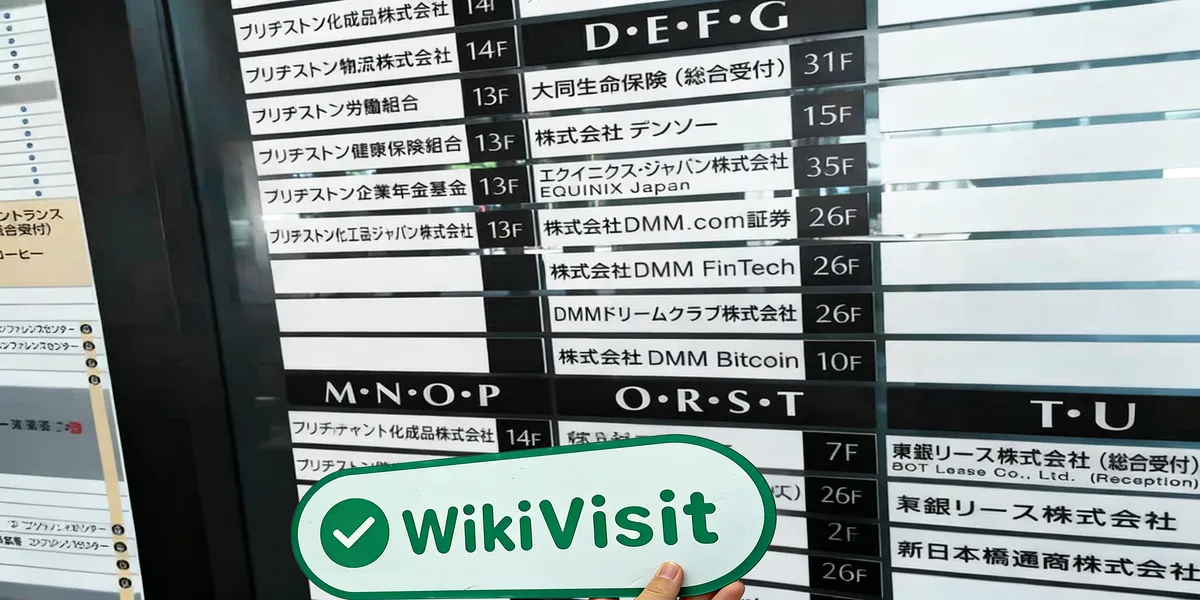 ブリヂストン化成品株式会社 14F
ブリヂストン物流株式会社 14F
ブリヂストン労働組合 13F
ブリヂストン健康保険組合 13F
ブリヂストン企業年金基金 13F
ブリヂストン化工品ジャパン株式会社 13F
D・E・F・G
大同生命保険（総合受付） 31F
株式会社 デンソー 15F
エクイニクス・ジャパン株式会社 35F
EQUINIX Japan
株式会社DMM.com証券 26F
株式会社DMM FinTech 26F
DMMドリームクラブ株式会社 26F
株式会社 DMM Bitcoin 10F
M・N・O・P
化成品株式会社 14F
O・R・S・T
7F
26F
2F
26F
T・U
東銀リース株式会社（総合受付）
BOT Lease Co., Ltd. (Reception)
東銀リース株式会社
新日本橋通商株式会社
WikiVisit
ントランス
合受付）
コーヒー